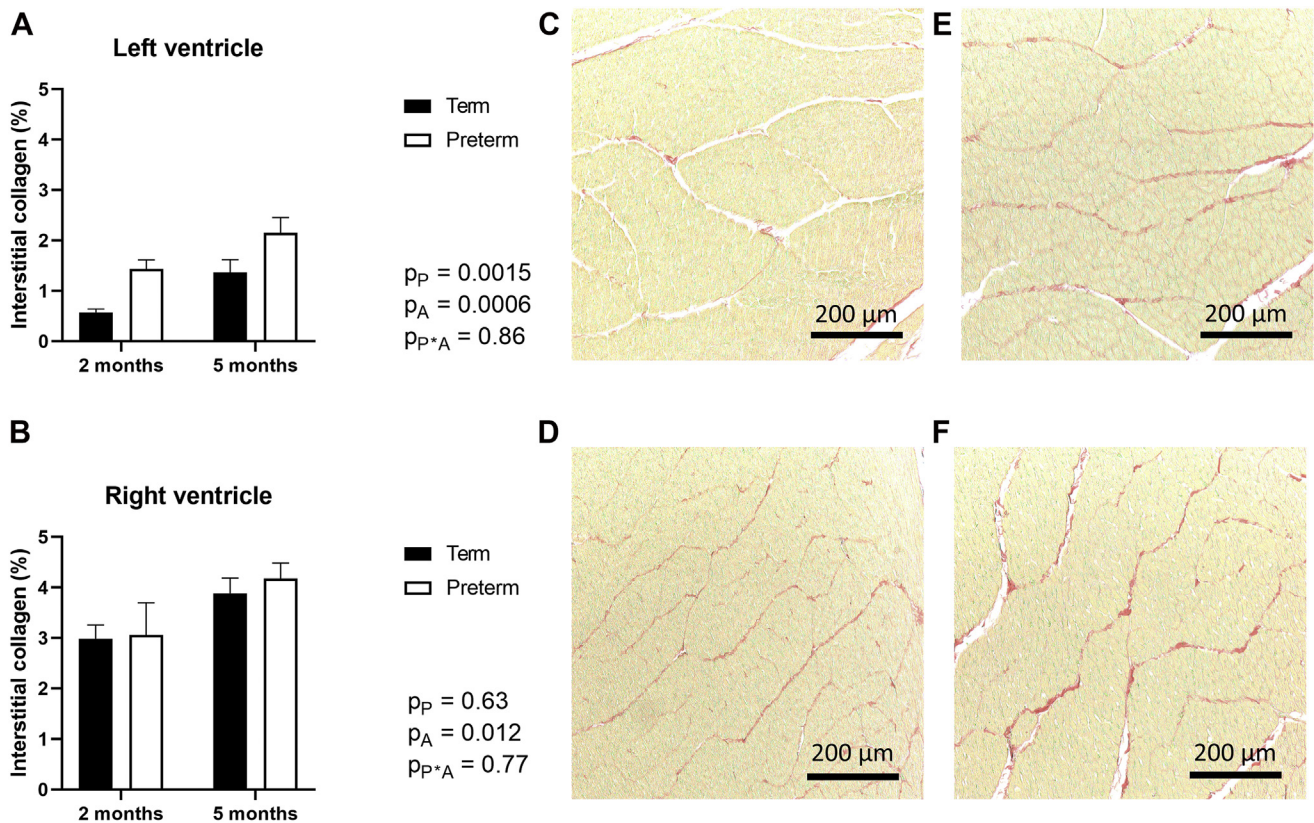 A
Left ventricle
Interstitial collagen (%)
5
4
3
2
1
0
2 months
5 months
Term
Preterm
pP = 0.0015
pA = 0.0006
pP*A = 0.86
B
Right ventricle
Interstitial collagen (%)
5
4
3
2
1
0
2 months
5 months
Term
Preterm
pP = 0.63
pA = 0.012
pP*A = 0.77
C
200 µm
E
200 µm
D
200 µm
F
200 µm